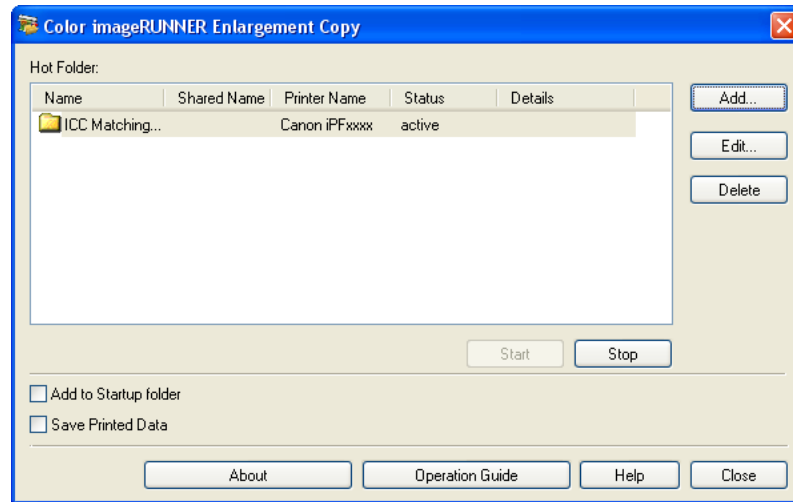 Color imageRUNNER Enlargement Copy
Hot Folder:
Name Shared Name Printer Name Status Details
Add...
ICC Matching... Canon iPFxxxx active
Edit...
Delete
Start Stop
Add to Startup folder
Save Printed Data
About Operation Guide Help Close